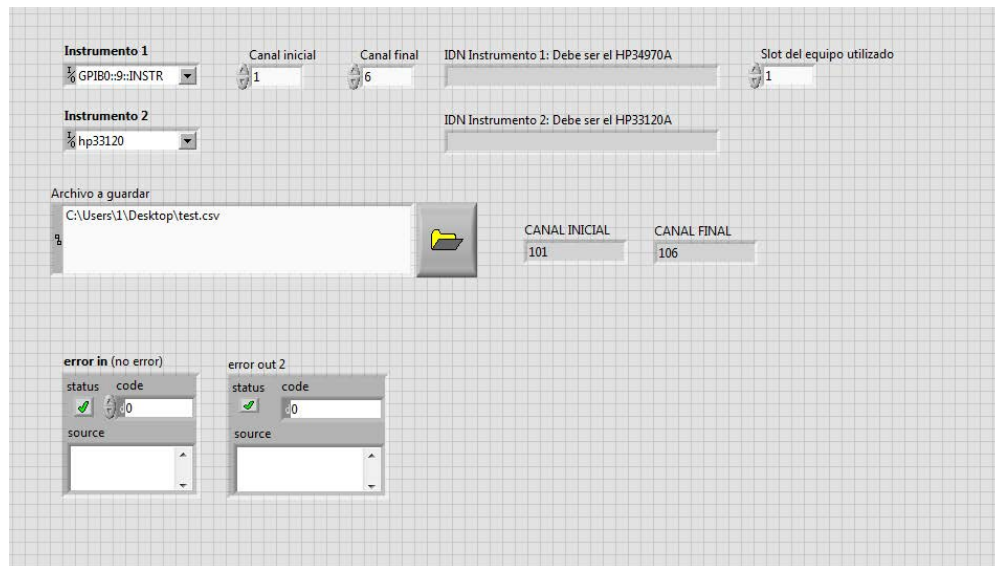 Instrumento 1
Canal inicial
Canal final
IDN Instrumento 1: Debe ser el HP34970A
Slot del equipo utilizado
I/0 GPIB0::9::INSTR
1
6
1
Instrumento 2
IDN Instrumento 2: Debe ser el HP33120A
I/0 hp33120
Archivo a guardar
C:\Users\1\Desktop\test.csv
CANAL INICIAL
CANAL FINAL
101
106
error in (no error)
error out 2
status code
status code
d0
d0
source
source